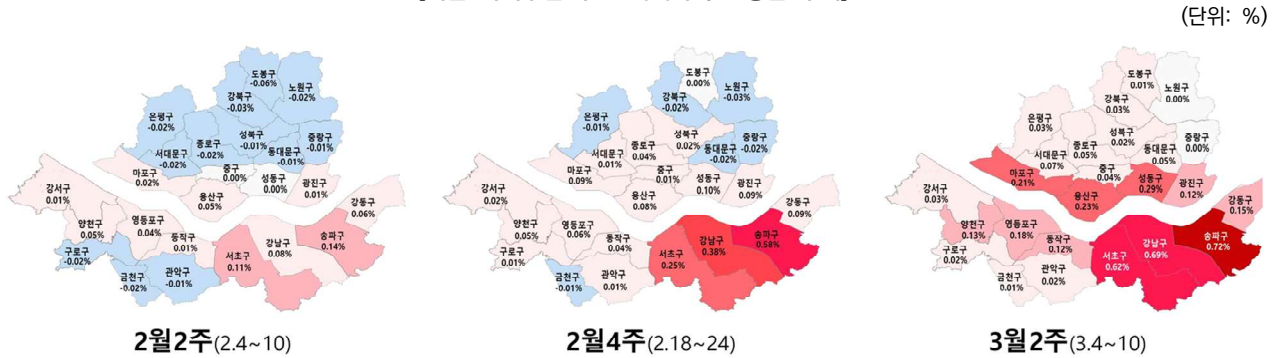 (단위: %)
도봉구
-0.06%
노원구
-0.02%
강북구
-0.03%
은평구
-0.02%
성북구
-0.01%
중랑구
-0.01%
종로구
-0.02%
동대문구
-0.01%
서대문구
-0.02%
중구
0.00%
성동구
0.00%
마포구
0.02%
용산구
0.05%
광진구
0.01%
강서구
0.01%
강동구
0.06%
양천구
0.05%
영등포구
0.04%
동작구
0.01%
송파구
0.14%
강남구
0.08%
서초구
0.11%
구로구
-0.02%
금천구
-0.02%
관악구
-0.01%
2월2주(2.4~10)
도봉구
0.00%
노원구
-0.03%
강북구
-0.02%
은평구
-0.01%
성북구
0.02%
중랑구
-0.02%
종로구
0.04%
동대문구
-0.02%
서대문구
0.01%
중구
0.01%
성동구
0.10%
마포구
0.09%
용산구
0.08%
광진구
0.09%
강서구
0.02%
강동구
0.09%
양천구
0.05%
영등포구
0.06%
동작구
0.04%
송파구
0.58%
강남구
0.38%
서초구
0.25%
구로구
0.01%
금천구
-0.01%
관악구
0.01%
2월4주(2.18~24)
도봉구
0.01%
노원구
0.00%
강북구
0.03%
은평구
0.03%
성북구
0.02%
중랑구
0.00%
종로구
0.05%
동대문구
0.05%
서대문구
0.07%
중구
0.04%
성동구
0.29%
마포구
0.21%
용산구
0.23%
광진구
0.12%
강서구
0.03%
강동구
0.15%
양천구
0.13%
영등포구
0.18%
동작구
0.12%
송파구
0.72%
강남구
0.69%
서초구
0.62%
구로구
0.02%
금천구
0.01%
관악구
0.02%
3월2주(3.4~10)